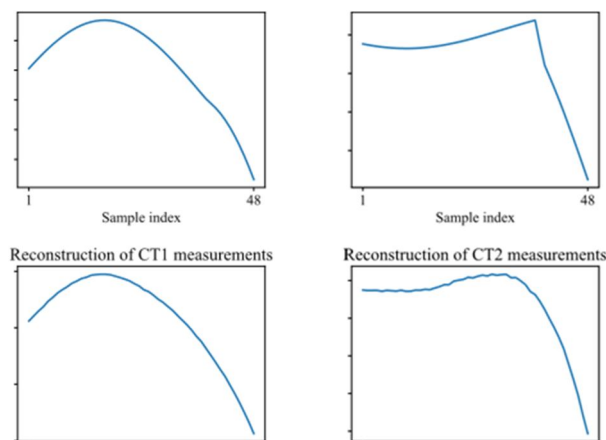 1 48 1 48
Sample index Sample index
Reconstruction of CT1 measurements Reconstruction of CT2 measurements